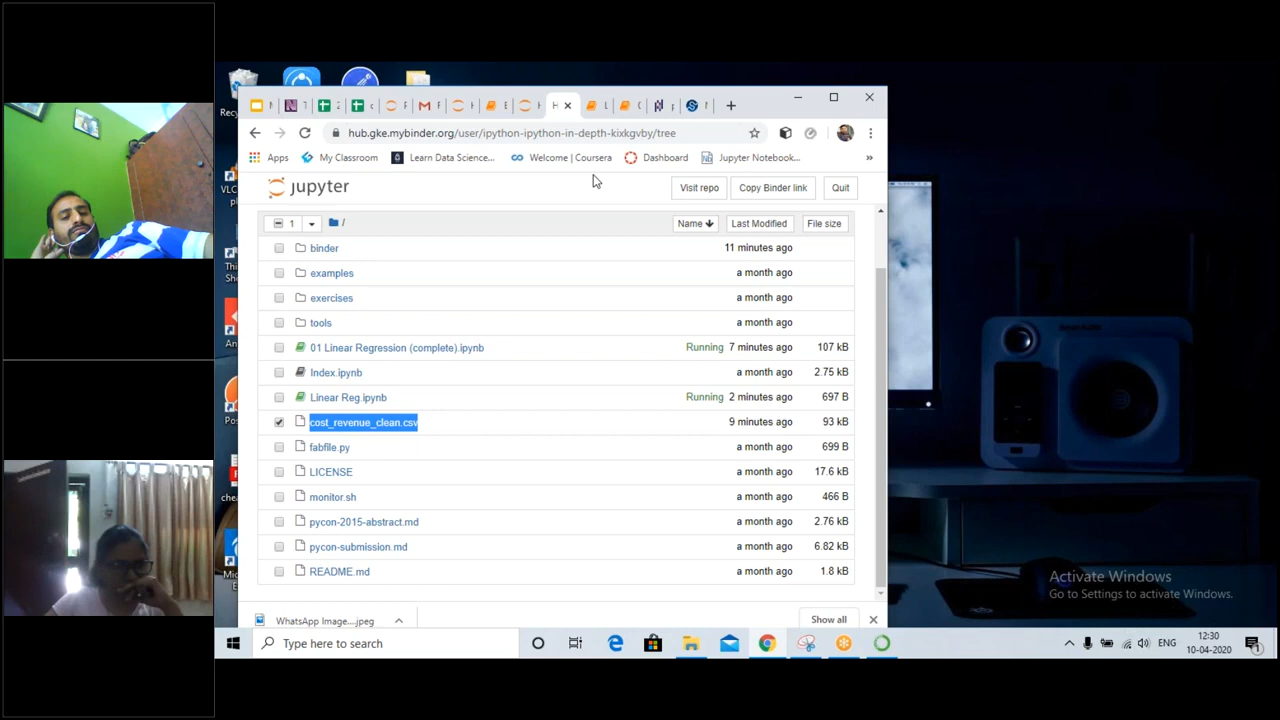 Recy
hub.gke.mybinder.org/user/ipython-ipython-in-depth-kixkgvby/tree
Apps My Classroom Learn Data Science... Welcome | Coursera Dashboard Jupyter Notebook... »
jupyter Visit repo Copy Binder link Quit
1 / Name Last Modified File size
binder 11 minutes ago
examples a month ago
exercises a month ago
tools a month ago
01 Linear Regression (complete).ipynb Running 7 minutes ago 107 kB
Index.ipynb a month ago 2.75 kB
Linear Reg.ipynb Running 2 minutes ago 697 B
cost_revenue_clean.csv 9 minutes ago 93 kB
fabfile.py a month ago 699 B
LICENSE a month ago 17.6 kB
monitor.sh a month ago 466 B
pycon-2015-abstract.md a month ago 2.76 kB
pycon-submission.md a month ago 6.82 kB
README.md a month ago 1.8 kB
Activate Windows
Go to Settings to activate Windows.
WhatsApp Image....jpeg Show all
Type here to search ENG 12:30
10-04-2020